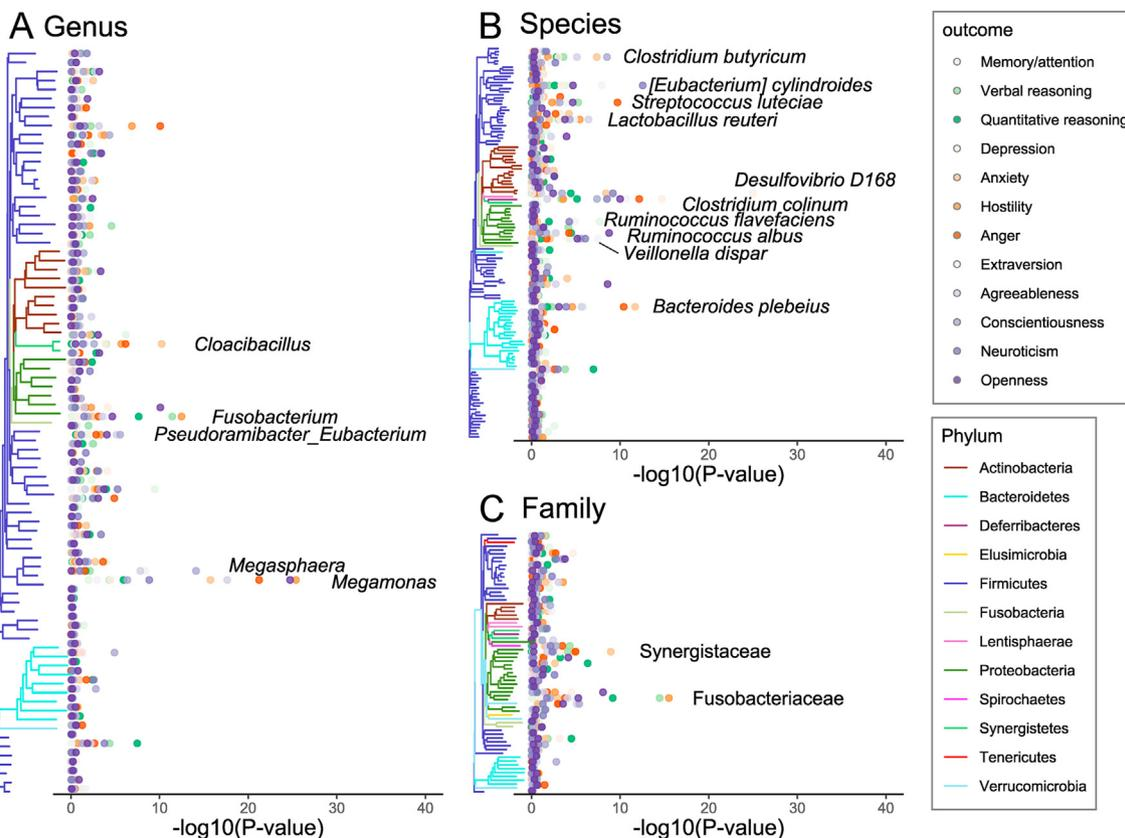 A Genus
Cloacibacillus
Fusobacterium
Pseudoramibacter_Eubacterium
Megasphaera
Megamonas
0 10 20 30 40
-log10(P-value)
B Species
Clostridium butyricum
[Eubacterium] cylindroides
Streptococcus luteciae
Lactobacillus reuteri
Desulfovibrio D168
Clostridium colinum
Ruminococcus flavefaciens
Ruminococcus albus
Veillonella dispar
Bacteroides plebeius
0 10 20 30 40
-log10(P-value)
C Family
Synergistaceae
Fusobacteriaceae
0 10 20 30 40
-log10(P-value)
outcome
Memory/attention
Verbal reasoning
Quantitative reasoning
Depression
Anxiety
Hostility
Anger
Extraversion
Agreeableness
Conscientiousness
Neuroticism
Openness
Phylum
Actinobacteria
Bacteroidetes
Deferribacteres
Elusimicrobia
Firmicutes
Fusobacteria
Lentisphaerae
Proteobacteria
Spirochaetes
Synergistetes
Tenericutes
Verrucomicrobia